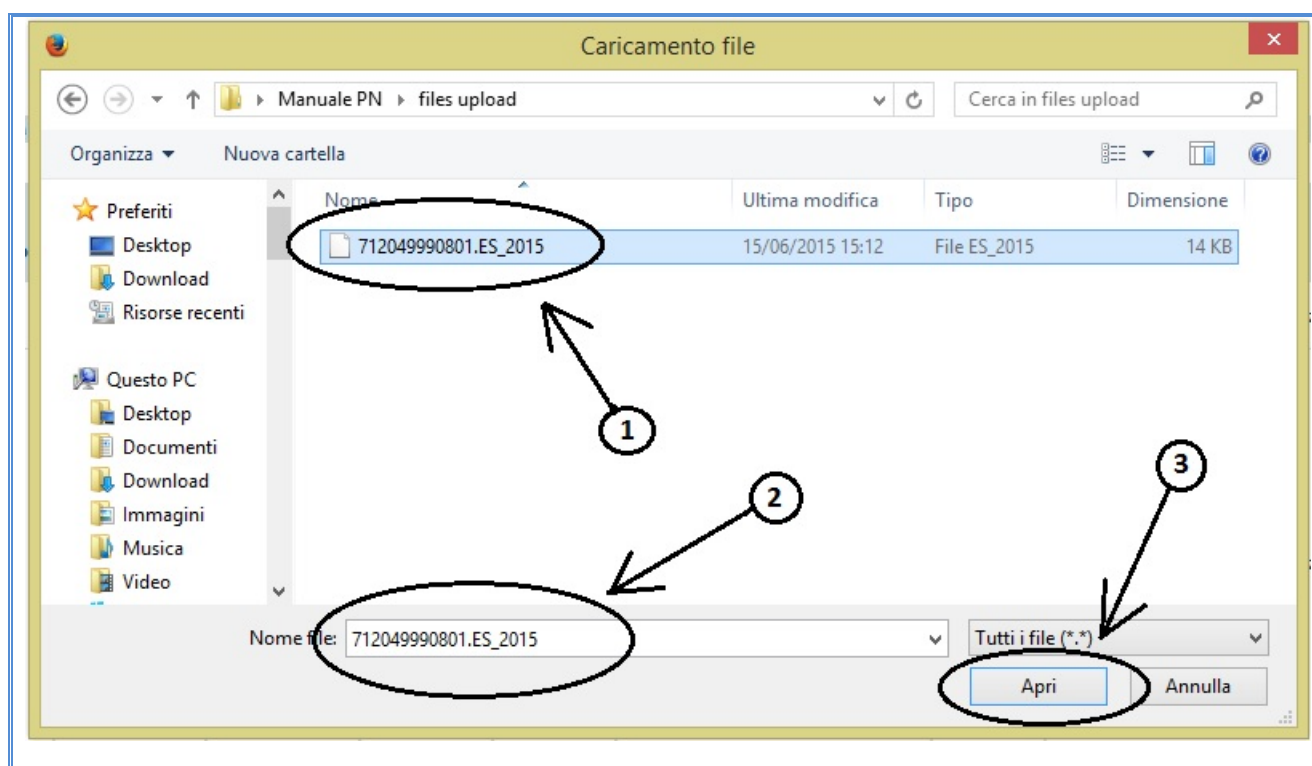 Caricamento file
Manuale PN files upload Cerca in files upload
Organizza Nuova cartella
Nome Ultima modifica Tipo Dimensione
712049990801.ES_2015 15/06/2015 15:12 File ES_2015 14 KB
Preferiti
Desktop
Download
Risorse recenti
Questo PC
Desktop
Documenti
Download
Immagini
Musica
Video
1
2
3
Nome file: 712049990801.ES_2015 Tutti i file (*.*)
Apri Annulla